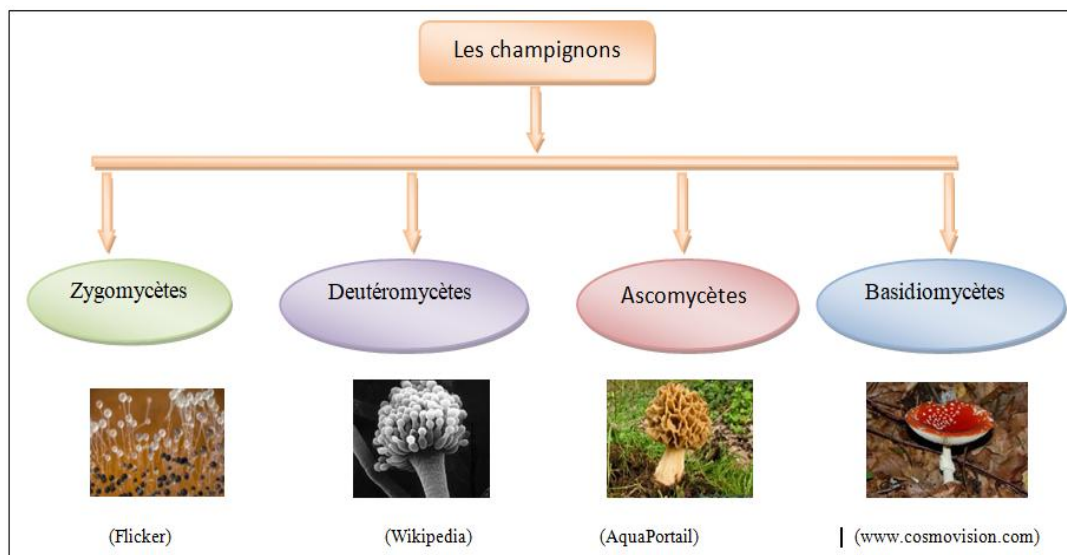 Les champignons
Zygomycètes
Deutéromycètes
Ascomycètes
Basidiomycètes
(Flicker)
(Wikipedia)
(AquaPortail)
(www.cosmovision.com)